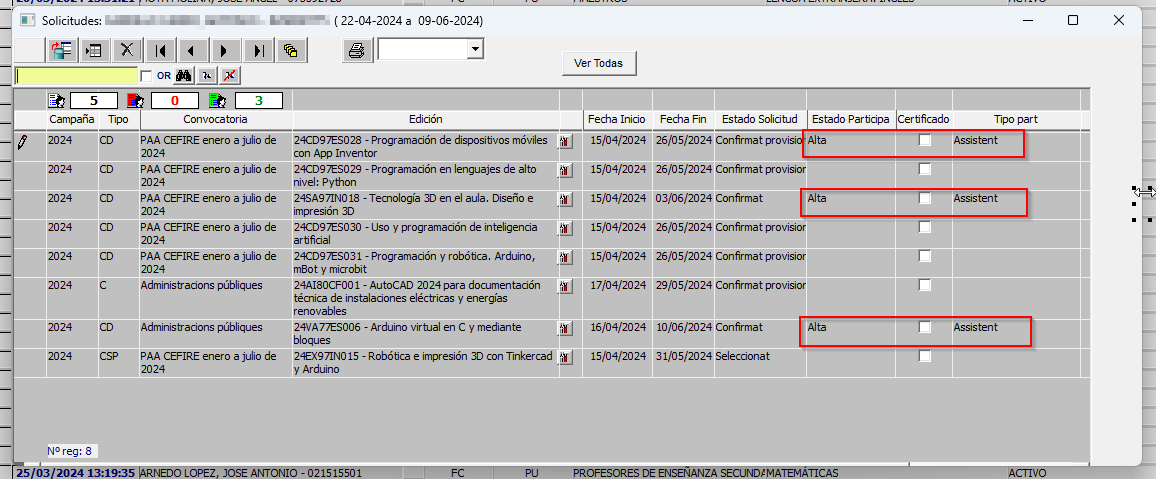 Solicitudes: ( 22-04-2024 a 09-06-2024)
OR
Ver Todas
5 0 3
Campaña Tipo Convocatoria Edición Fecha Inicio Fecha Fin Estado Solicitud Estado Participa Certificado Tipo part
2024 CD PAA CEFIRE enero a julio de 24CD97ES028 - Programación de dispositivos móviles 15/04/2024 26/05/2024 Confirmat provisior Alta Assistent
2024 con App Inventor
2024 CD PAA CEFIRE enero a julio de 24CD97ES029 - Programación en lenguajes de alto 15/04/2024 26/05/2024 Confirmat provisior
2024 nivel: Python
2024 CD PAA CEFIRE enero a julio de 24SA97IN018 - Tecnología 3D en el aula. Diseño e 15/04/2024 03/06/2024 Confirmat Alta Assistent
2024 impresión 3D
2024 CD PAA CEFIRE enero a julio de 24CD97ES030 - Uso y programación de inteligencia 15/04/2024 26/05/2024 Confirmat provisior
2024 artificial
2024 CD PAA CEFIRE enero a julio de 24CD97ES031 - Programación y robótica. Arduino, 15/04/2024 26/05/2024 Confirmat provisior
2024 mBot y microbit
2024 C Administracions públiques 24AI80CF001 - AutoCAD 2024 para documentación 17/04/2024 29/05/2024 Confirmat provisior
técnica de instalaciones eléctricas y energías
renovables
2024 CD Administracions públiques 24VA77ES006 - Arduino virtual en C y mediante 16/04/2024 10/06/2024 Confirmat Alta Assistent
bloques
2024 CSP PAA CEFIRE enero a julio de 24EX97IN015 - Robótica e impresión 3D con Tinkercad 15/04/2024 31/05/2024 Seleccionat
2024 y Arduino
Nº reg: 8
25/03/2024 13:19:35 ARNEDO LOPEZ, JOSE ANTONIO - 021515501 FC PU PROFESORES DE ENSEÑANZA SECUNDA MATEMÁTICAS ACTIVO